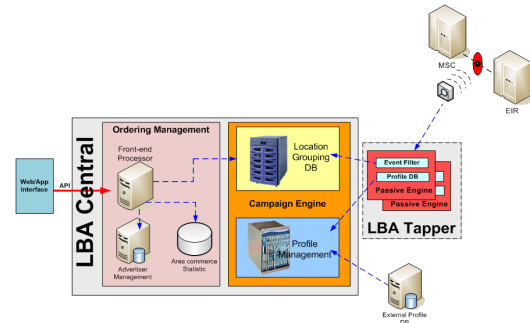 MSC
EIR
Ordering Management
Front-end
Processor
Location
Grouping
DB
Event Filter
Profile DB
Passive Engine
Passive Engine
Web/App
Interface
API
LBA Central
Campaign Engine
LBA Tapper
Profile
Management
Advertiser
Management
Area commerce
Statistic
External Profile
DB